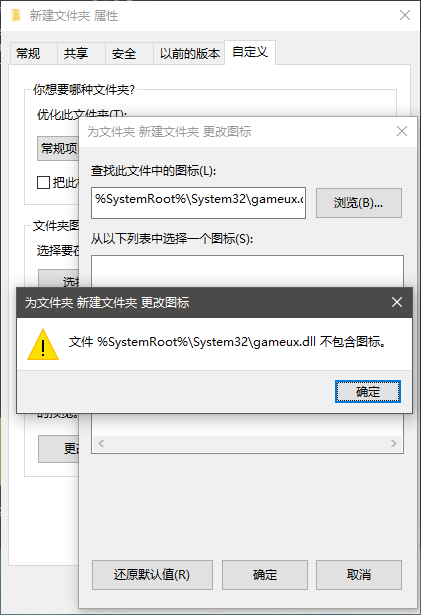 新建文件夹 属性
常规
共享
安全
以前的版本
自定义
你想要哪种文件夹?
优化此文件夹(T):
常规项
把此
文件夹图
选择要在
选择
更改
为文件夹 新建文件夹 更改图标
查找此文件中的图标(L):
%SystemRoot%\System32\gameux.d
浏览(B)...
从以下列表中选择一个图标(S):
为文件夹 新建文件夹 更改图标
文件 %SystemRoot%\System32\gameux.dll 不包含图标。
确定
还原默认值(R)
确定
取消